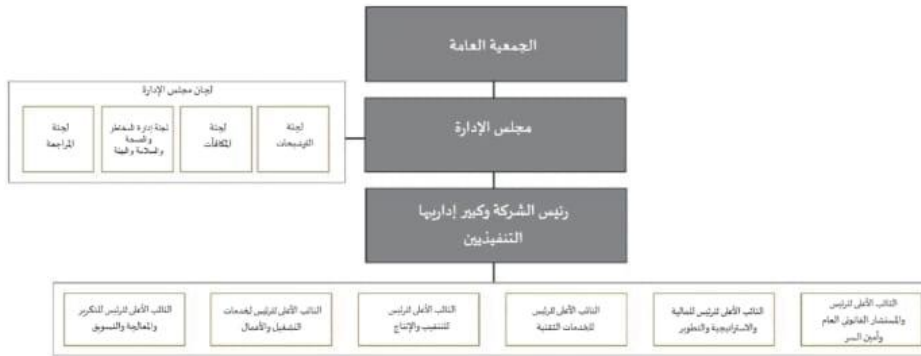 الجمعية العامة
مجلس الإدارة
لجان مجلس الإدارة
لجنة
الترشيحات
لجنة
المكافآت
لجنة إدارة المخاطر
والصحة
والسلامة والبيئة
لجنة
المراجعة
رئيس الشركة وكبير إدارييها
التنفيذيين
النائب الأعلى للرئيس
والمستشار القانوني العام
وأمين السر
النائب الأعلى للرئيس للمالية
والاستراتيجية والتطوير
النائب الأعلى للرئيس
للخدمات التقنية
النائب الأعلى للرئيس
للتنقيب والإنتاج
النائب الأعلى للرئيس لخدمات
التشغيل والأعمال
النائب الأعلى للرئيس للتكرير
والمعالجة والتسويق